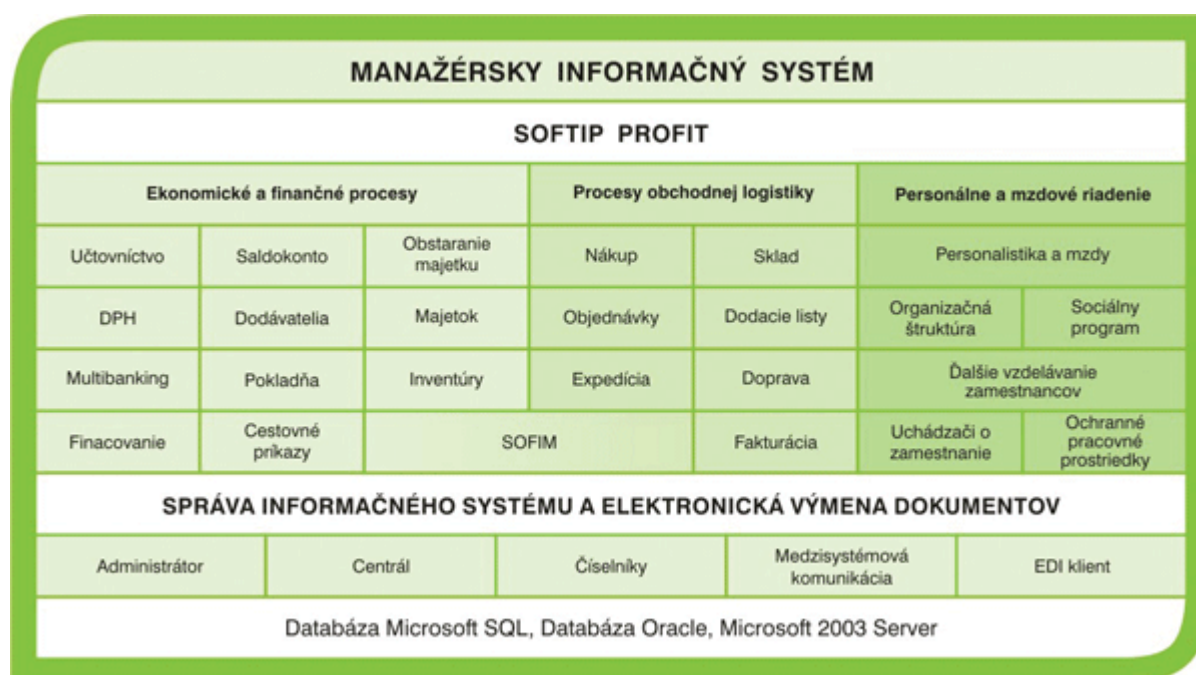 MANAŽÉRSKY INFORMAČNÝ SYSTÉM
SOFTIP PROFIT
Ekonomické a finančné procesy
Procesy obchodnej logistiky
Personálne a mzdové riadenie
Učtovníctvo
Saldokonto
Obstaranie
majetku
Nákup
Sklad
Personalistika a mzdy
DPH
Dodávatelia
Majetok
Objednávky
Dodacie listy
Organizačná
štruktúra
Sociálny
program
Multibanking
Pokladňa
Inventúry
Expedícia
Doprava
Ďalšie vzdelávanie
zamestnancov
Finacovanie
Cestovné
príkazy
SOFIM
Fakturácia
Uchádzači o
zamestnanie
Ochranné
pracovné
prostriedky
SPRÁVA INFORMAČNÉHO SYSTÉMU A ELEKTRONICKÁ VÝMENA DOKUMENTOV
Administrátor
Centrál
Číselníky
Medzisystémová
komunikácia
EDI klient
Databáza Microsoft SQL, Databáza Oracle, Microsoft 2003 Server